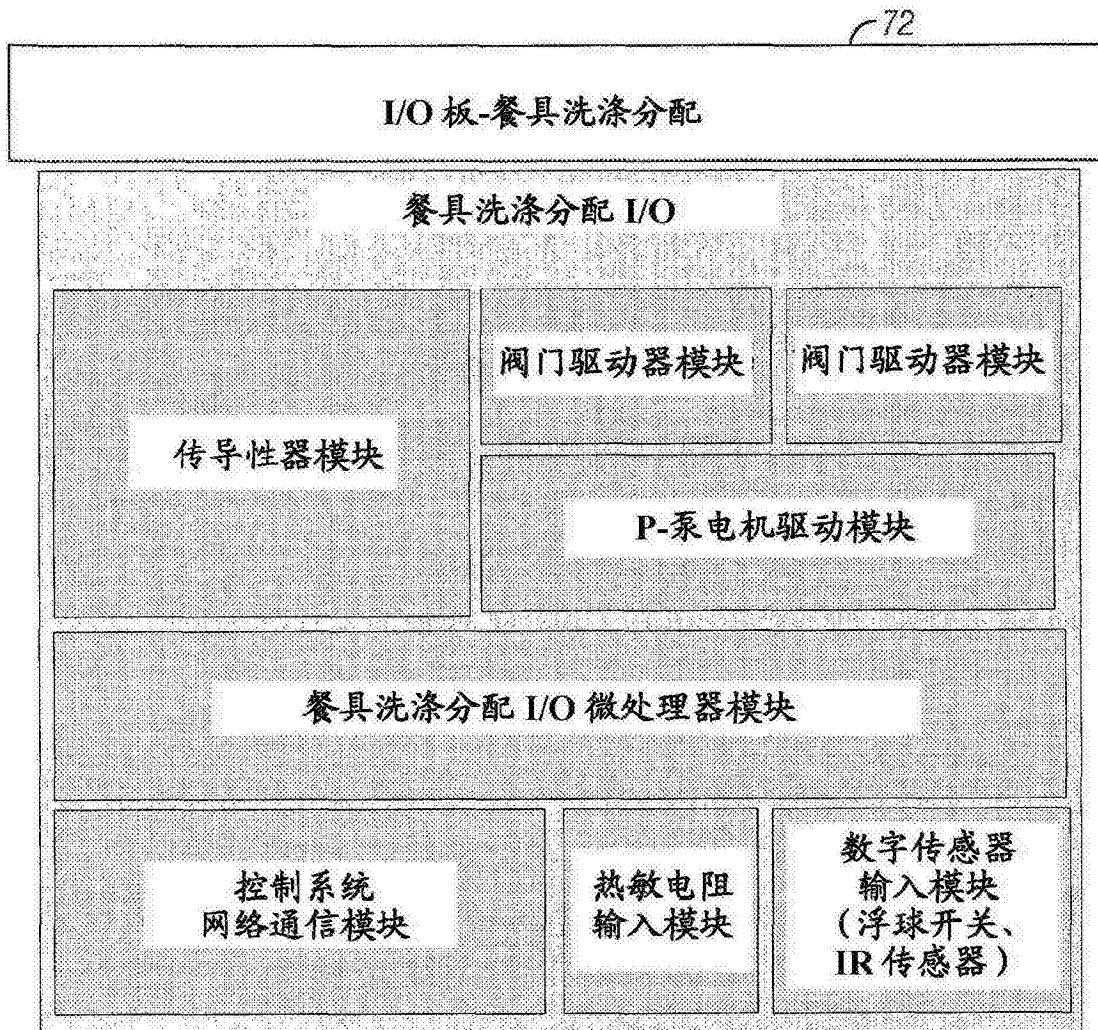 72
I/O 板-餐具洗涤分配
餐具洗涤分配 I/O
阀门驱动器模块
阀门驱动器模块
传导性器模块
P-泵电机驱动模块
餐具洗涤分配 I/O 微处理器模块
控制系统
网络通信模块
热敏电阻
输入模块
数字传感器
输入模块
（浮球开关、
IR 传感器）